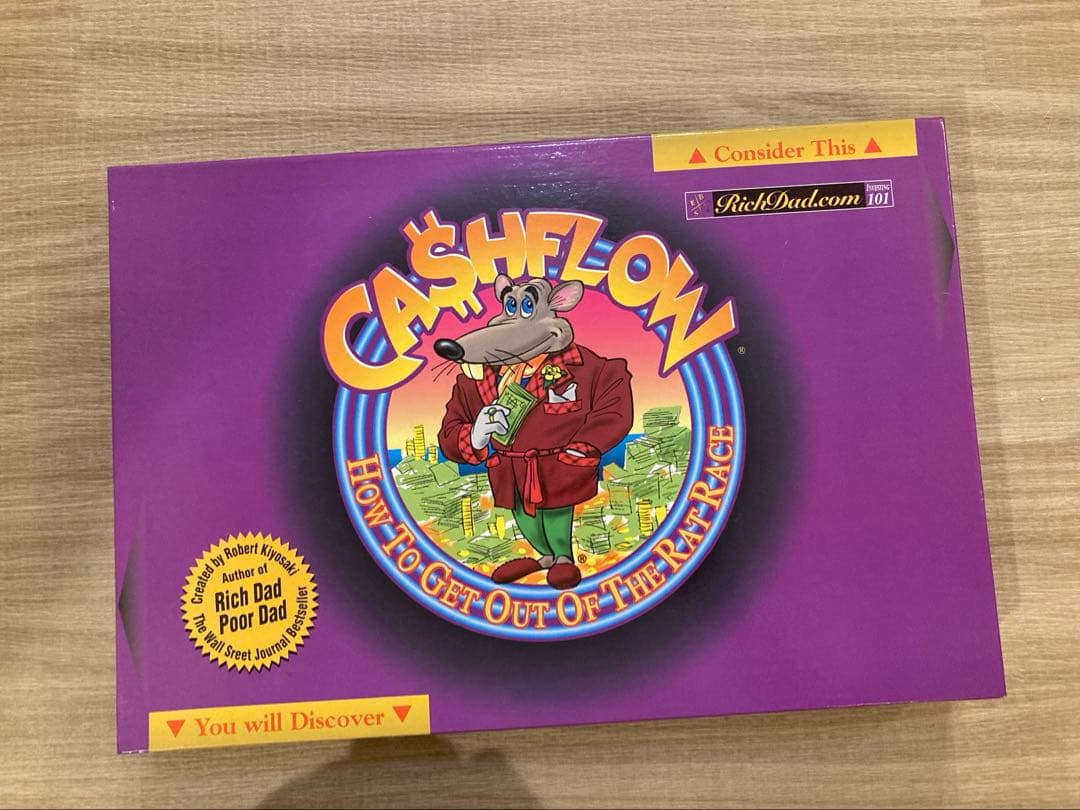 ▲ Consider This ▲
E B S I
RichDad.com
INVESTING
101
CA$HFLOW
®
HOW TO GET OUT OF THE RAT RACE
®
Created by Robert Kiyosaki
Author of
Rich Dad
Poor Dad
The Wall Sreet Journal Bestseller
▼ You will Discover ▼